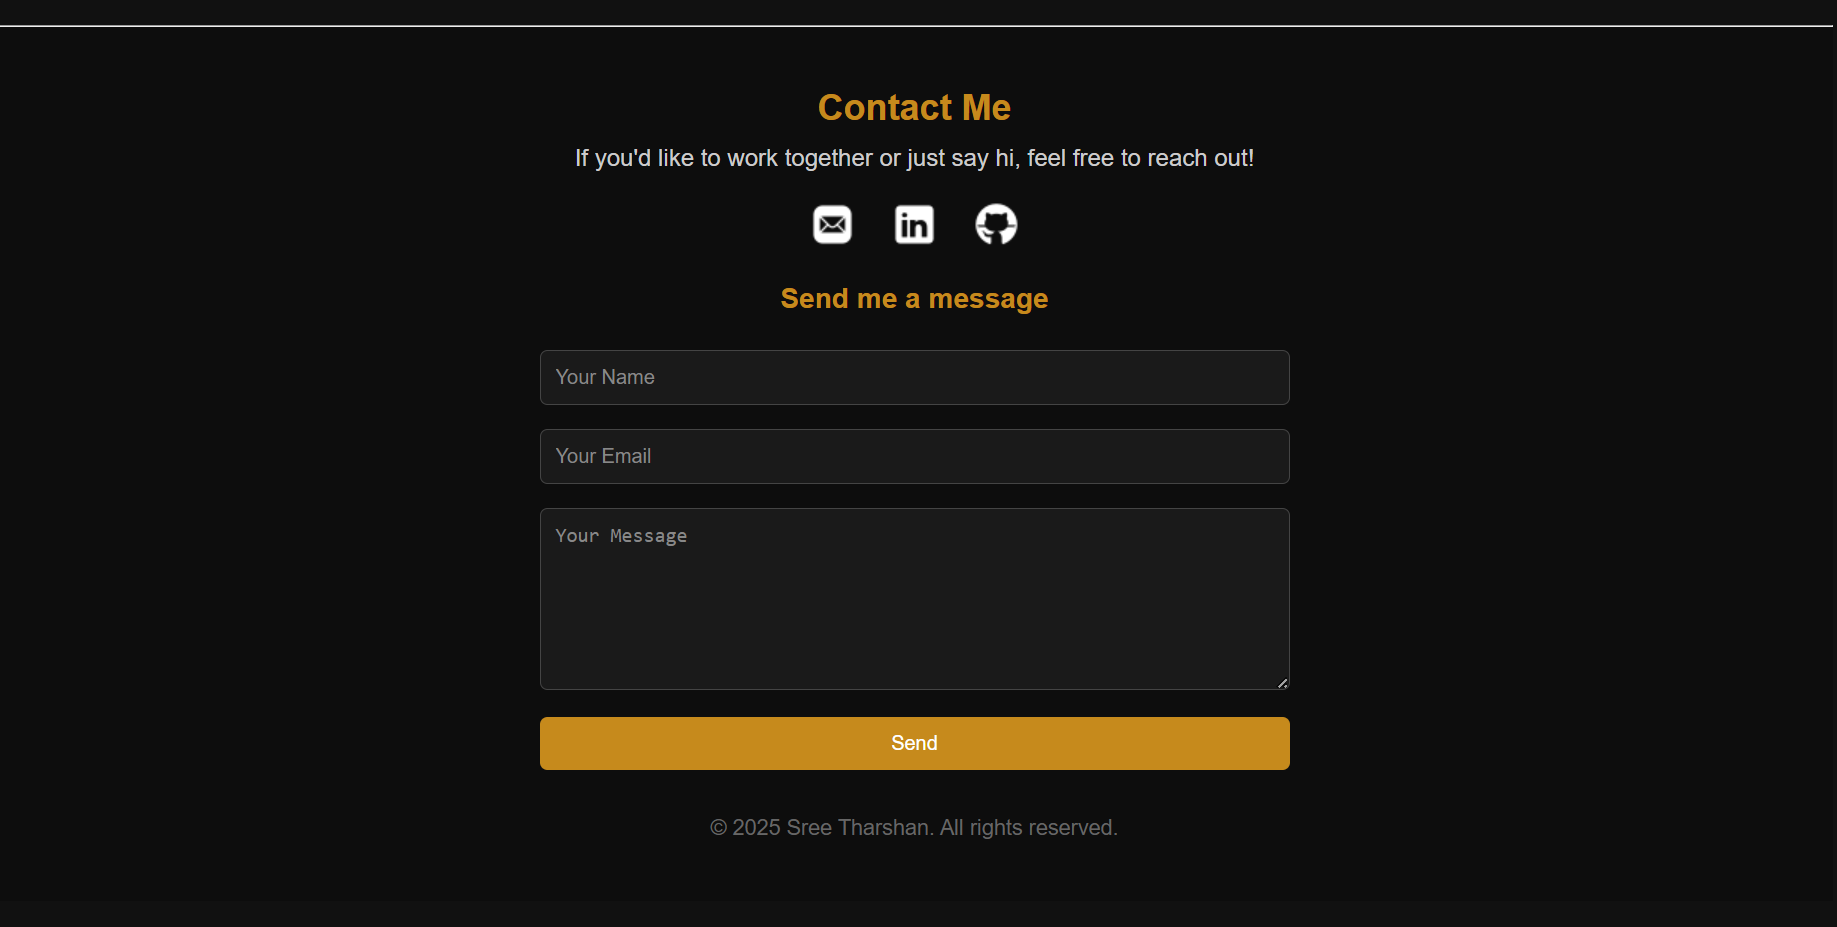 Contact Me
If you'd like to work together or just say hi, feel free to reach out!
in
Send me a message
Your Name
Your Email
Your Message
Send
© 2025 Sree Tharshan. All rights reserved.